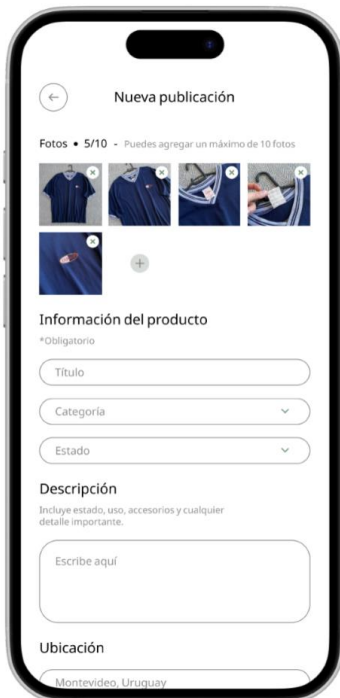 Nueva publicación
Fotos • 5/10 - Puedes agregar un máximo de 10 fotos
Información del producto
*Obligatorio
Título
Categoría
Estado
Descripción
Incluye estado, uso, accesorios y cualquier
detalle importante.
Escribe aquí
Ubicación
Montevideo, Uruguay